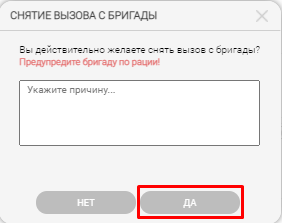 СНЯТИЕ ВЫЗОВА С БРИГАДЫ
Вы действительно желаете снять вызов с бригады?
Предупредите бригаду по рации!
Укажите причину...
НЕТ ДА